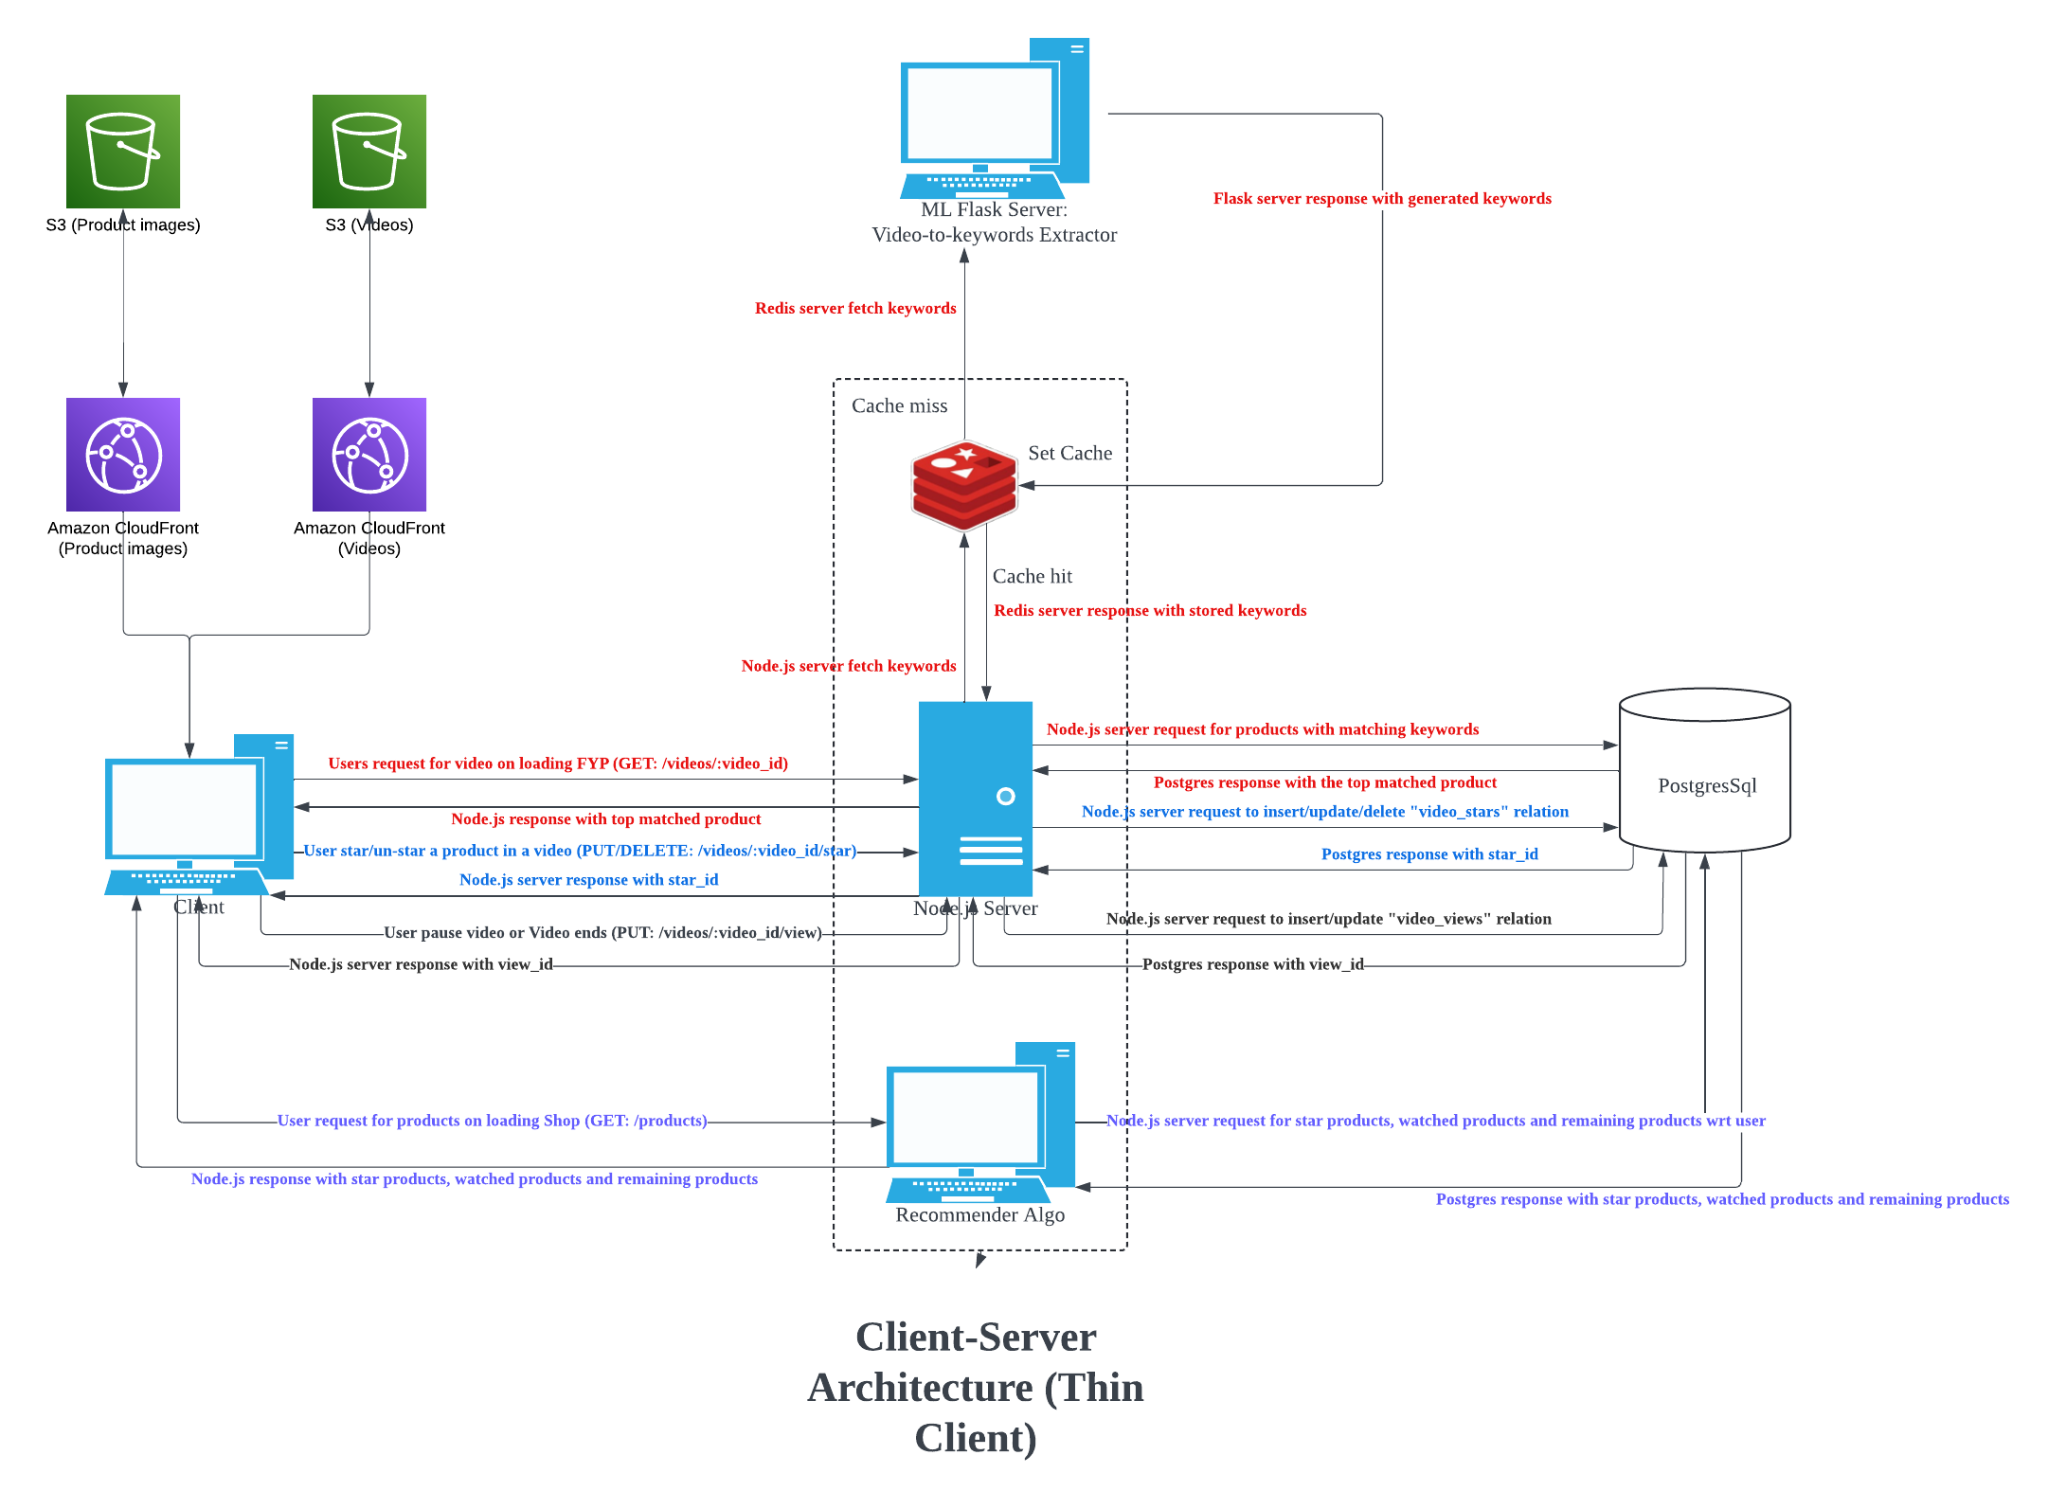 ML Flask Server:
Video-to-keywords Extractor
S3 (Product images)
S3 (Videos)
Flask server response with generated keywords
Redis server fetch keywords
Cache miss
Set Cache
Amazon CloudFront
(Product images)
Amazon CloudFront
(Videos)
Cache hit
Redis server response with stored keywords
Node.js server fetch keywords
Users request for video on loading FYP (GET: /videos/:video_id)
Node.js response with top matched product
User star/un-star a product in a video (PUT/DELETE: /videos/:video_id/star)
Node.js server response with star_id
Client
User pause video or Video ends (PUT: /videos/:video_id/view)
Node.js server response with view_id
Node.js Server
Node.js server request for products with matching keywords
Postgres response with the top matched product
Node.js server request to insert/update/delete "video_stars" relation
Postgres response with star_id
PostgresSql
Node.js server request to insert/update "video_views" relation
Postgres response with view_id
User request for products on loading Shop (GET: /products)
Node.js response with star products, watched products and remaining products
Node.js server request for star products, watched products and remaining products wrt user
Postgres response with star products, watched products and remaining products
Recommender Algo
Client-Server
Architecture (Thin
Client)